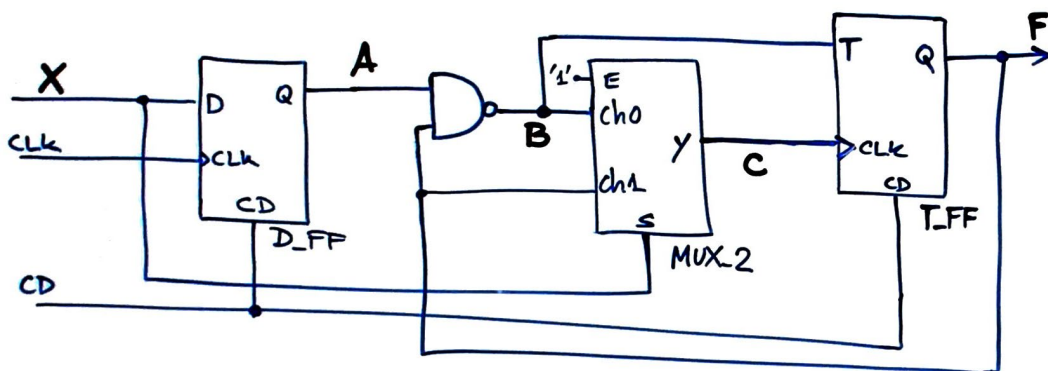 X
CLK
CD
D
Q
CLK
CD
D_FF
A
B
'1'
E
Ch0
Ch1
Y
S
MUX_2
C
T
Q
CLK
CD
T_FF
F